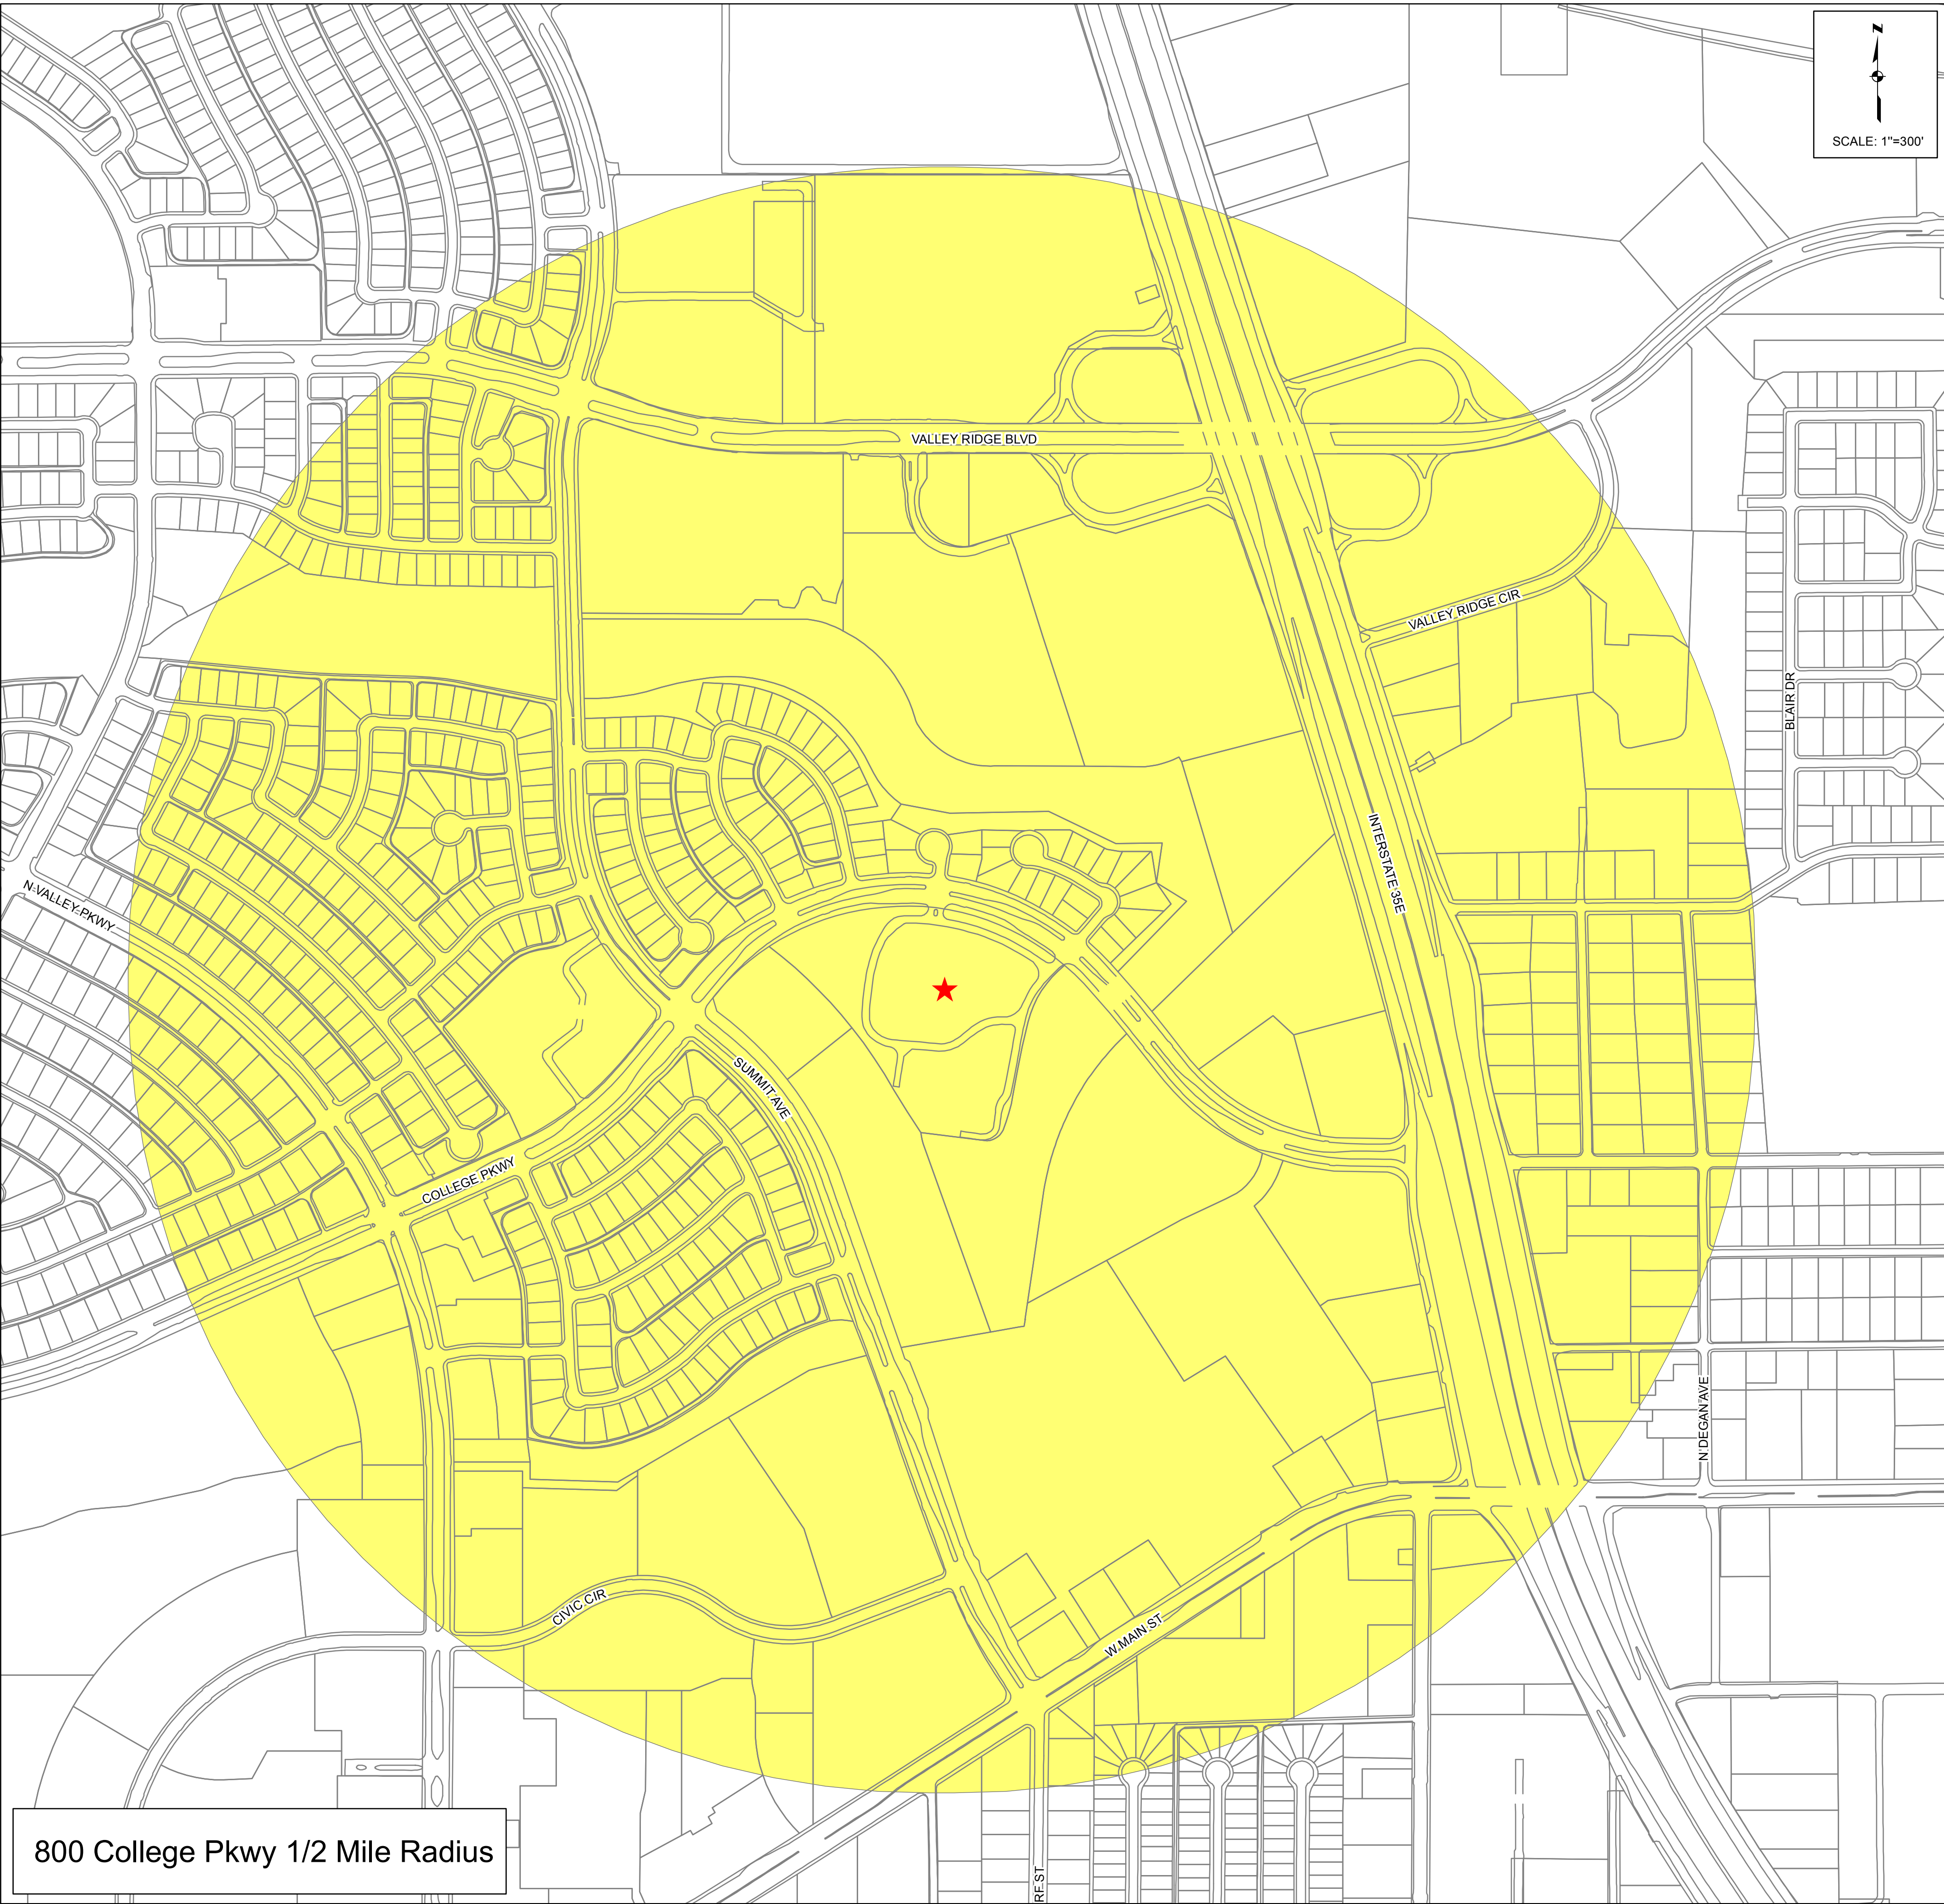 N
SCALE: 1"=300'
VALLEY RIDGE BLVD
VALLEY RIDGE CIR
BLAIR DR
INTERSTATE 35E
N VALLEY PKWY
SUMMIT AVE
COLLEGE PKWY
N DEGAN AVE
CIVIC CIR
W MAIN ST
800 College Pkwy 1/2 Mile Radius